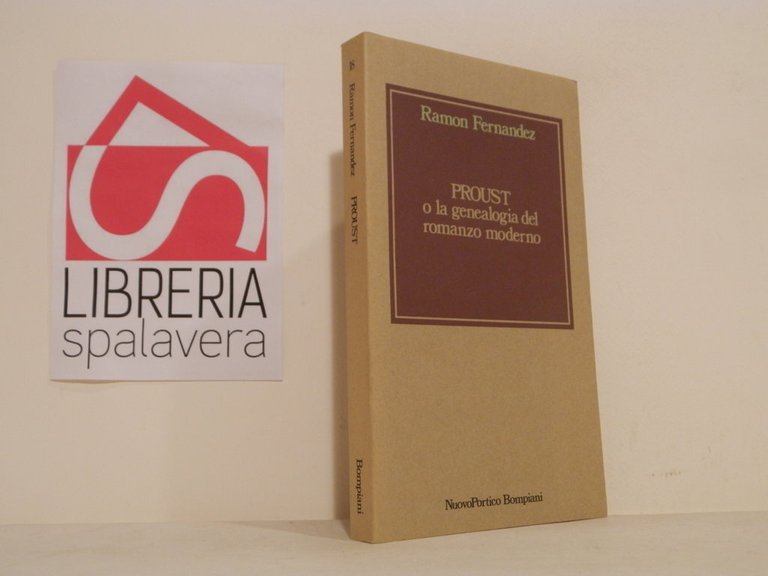 LIBRERIA
spalavera
Ramon Fernandez
PROUST
Bompiani
Ramon Fernandez
PROUST
o la genealogia del
romanzo moderno
NuovoPortico Bompiani